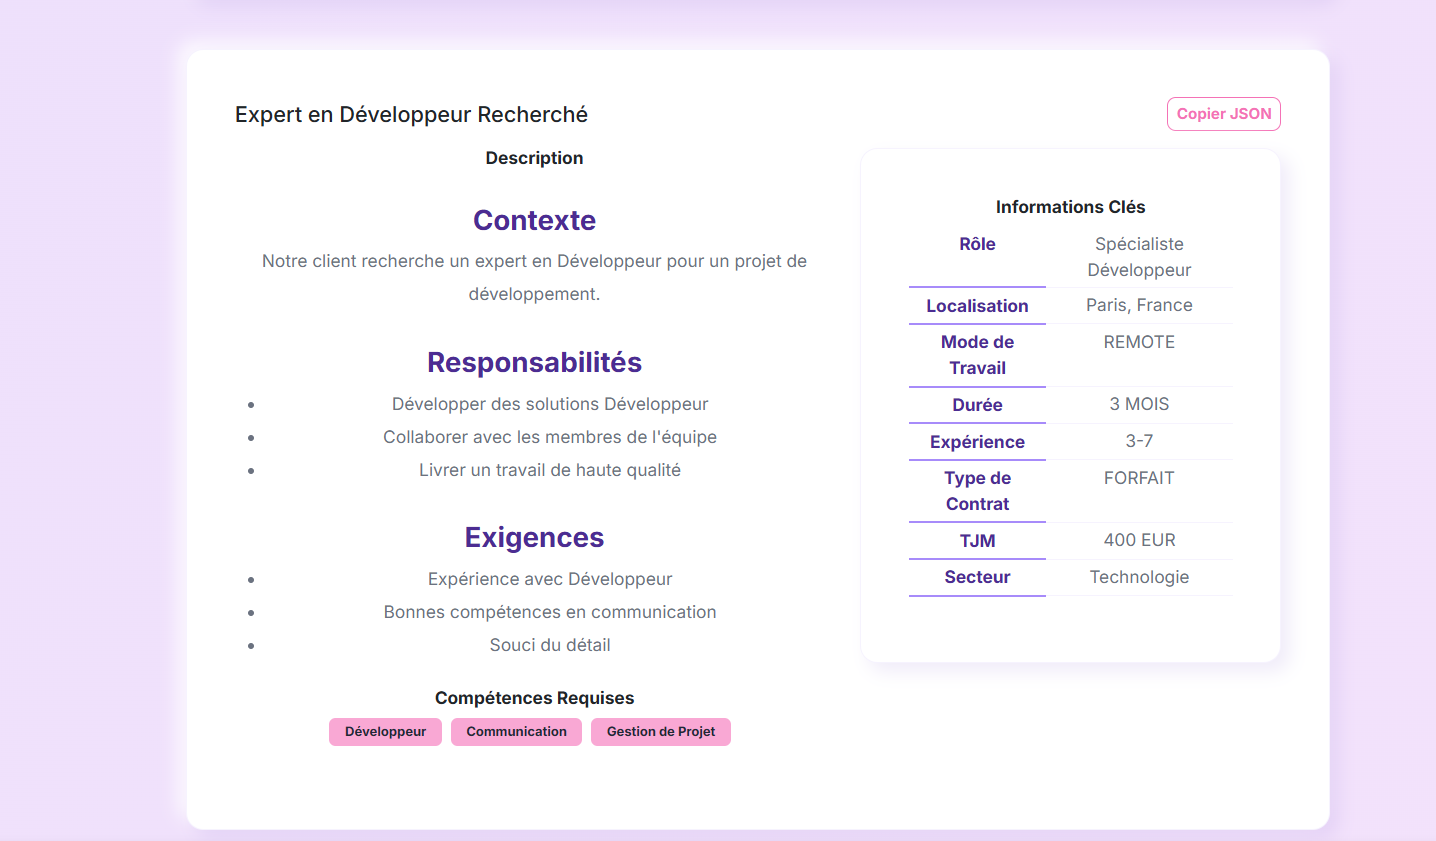 Expert en Développeur Recherché
Copier JSON
Description
Contexte
Notre client recherche un expert en Développeur pour un projet de
développement.
Responsabilités
Développer des solutions Développeur
Collaborer avec les membres de l'équipe
Livrer un travail de haute qualité
Exigences
Expérience avec Développeur
Bonnes compétences en communication
Souci du détail
Compétences Requises
Développeur Communication Gestion de Projet
Informations Clés
Rôle Spécialiste
Développeur
Localisation Paris, France
Mode de REMOTE
Travail
Durée 3 MOIS
Expérience 3-7
Type de FORFAIT
Contrat
TJM 400 EUR
Secteur Technologie